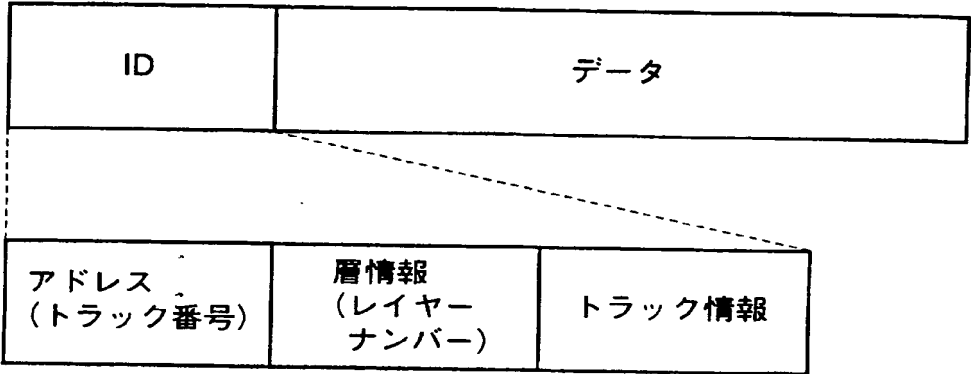 ID
データ
アドレス
(トラック番号)
層情報
(レイヤー
ナンバー)
トラック情報